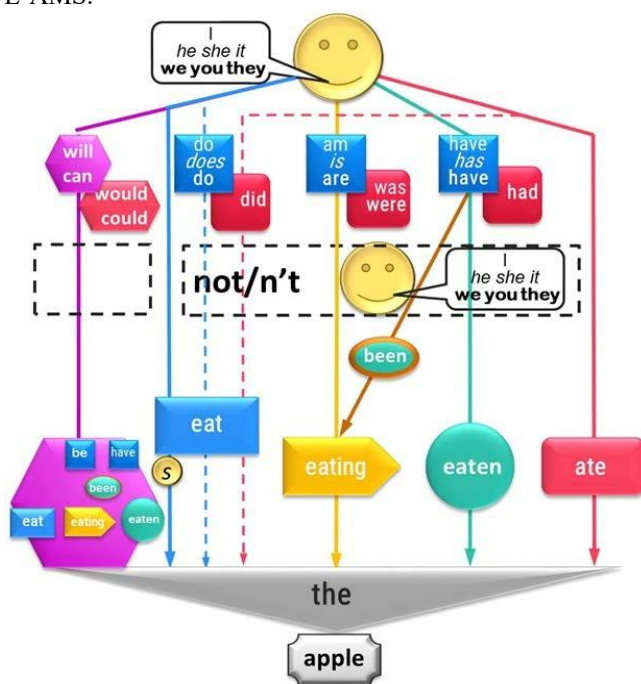 E-AMS.
I
he she it
we you they
will
can
would
could
do
does
do
did
am
is
are
was
were
have
has
have
had
not/n't
I
he she it
we you they
been
eat
s
be
have
been
eat
eating
eaten
eating
eaten
ate
the
apple